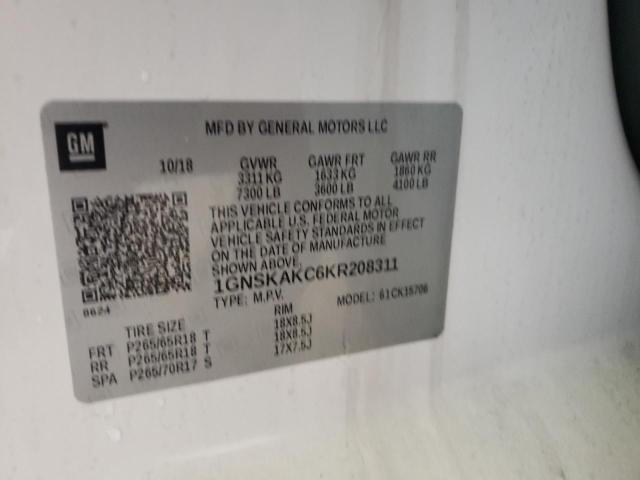 GM
MFD BY GENERAL MOTORS LLC
10/18 GVWR GAWR FRT GAWR RR
3311 KG 1633 KG 1860 KG
7300 LB 3600 LB 4100 LB
THIS VEHICLE CONFORMS TO ALL
APPLICABLE U.S. FEDERAL MOTOR
VEHICLE SAFETY STANDARDS IN EFFECT
ON THE DATE OF MANUFACTURE
SHOWN ABOVE.
1GNSKAKC6KR208311
TYPE: M.P.V. MODEL: 61CK15706
0624
TIRE SIZE RIM
FRT P265/65R18 T 18X8.5J
RR P265/65R18 T 18X8.5J
SPA P265/70R17 S 17X7.5J